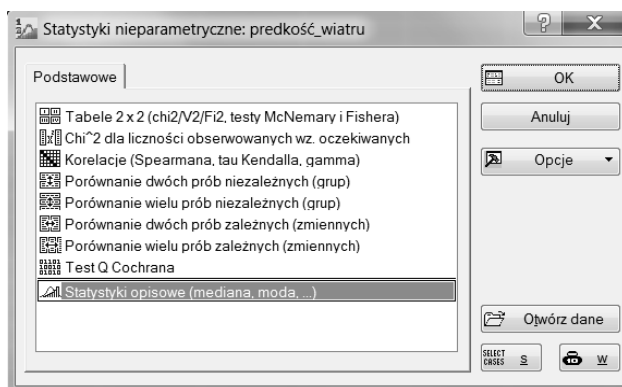 Statystyki nieparametryczne: predkość_wiatru
Podstawowe
Tabele 2 x 2 (chi2/V2/Fi2, testy McNemary i Fishera)
Chi^2 dla liczności obserwowanych wz. oczekiwanych
Korelacje (Spearmana, tau Kendalla, gamma)
Porównanie dwóch prób niezależnych (grup)
Porównanie wielu prób niezależnych (grup)
Porównanie dwóch prób zależnych (zmiennych)
Porównanie wielu prób zależnych (zmiennych)
Test Q Cochrana
Statystyki opisowe (mediana, moda, ...)
OK
Anuluj
Opcje
Otwórz dane
SELECT CASES S
W